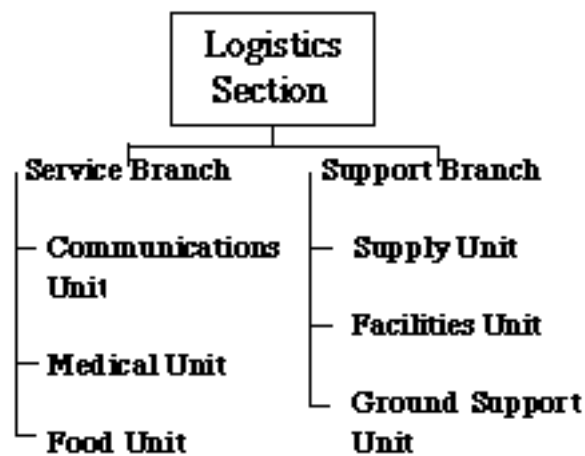 Logistics
Section
Service Branch
Communications
Unit
Medical Unit
Food Unit
Support Branch
Supply Unit
Facilities Unit
Ground Support
Unit